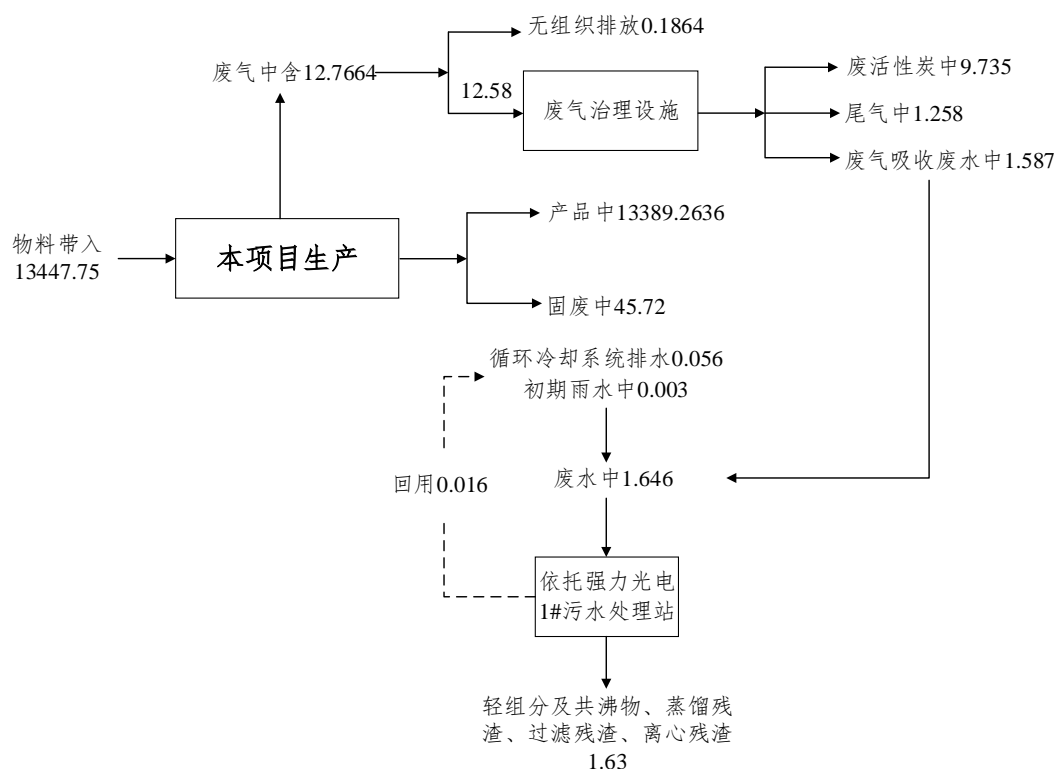 无组织排放0.1864
废气中含12.7664
12.58
废气治理设施
废活性炭中9.735
尾气中1.258
废气吸收废水中1.587
物料带入
13447.75
本项目生产
产品中13389.2636
固废中45.72
循环冷却系统排水0.056
初期雨水中0.003
回用0.016
废水中1.646
依托强力光电
1#污水处理站
轻组分及共沸物、蒸馏残
渣、过滤残渣、离心残渣
1.63